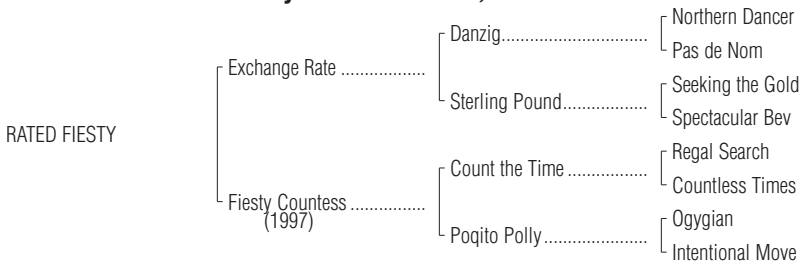 Northern Dancer
Danzig..............................
Pas de Nom
Exchange Rate .................
Seeking the Gold
Sterling Pound.................
Spectacular Bev
RATED FIESTY
Regal Search
Count the Time ................
Countless Times
Fiesty Countess ...............
(1997)
Ogygian
Poqito Polly.....................
Intentional Move